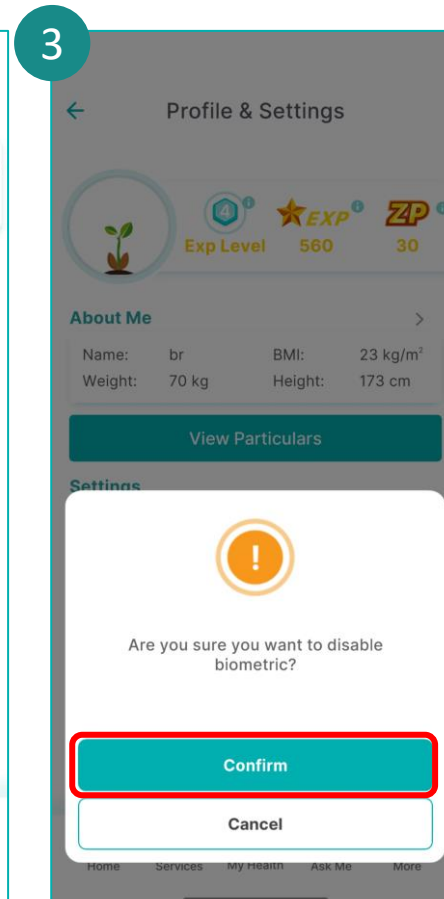 3
Profile & Settings
4
EXP
ZP
Exp Level 560 30
About Me
Name: br BMI: 23 kg/m²
Weight: 70 kg Height: 173 cm
View Particulars
Settings
!
Are you sure you want to disable
biometric?
Confirm
Cancel
Home Services My Health Ask Me More